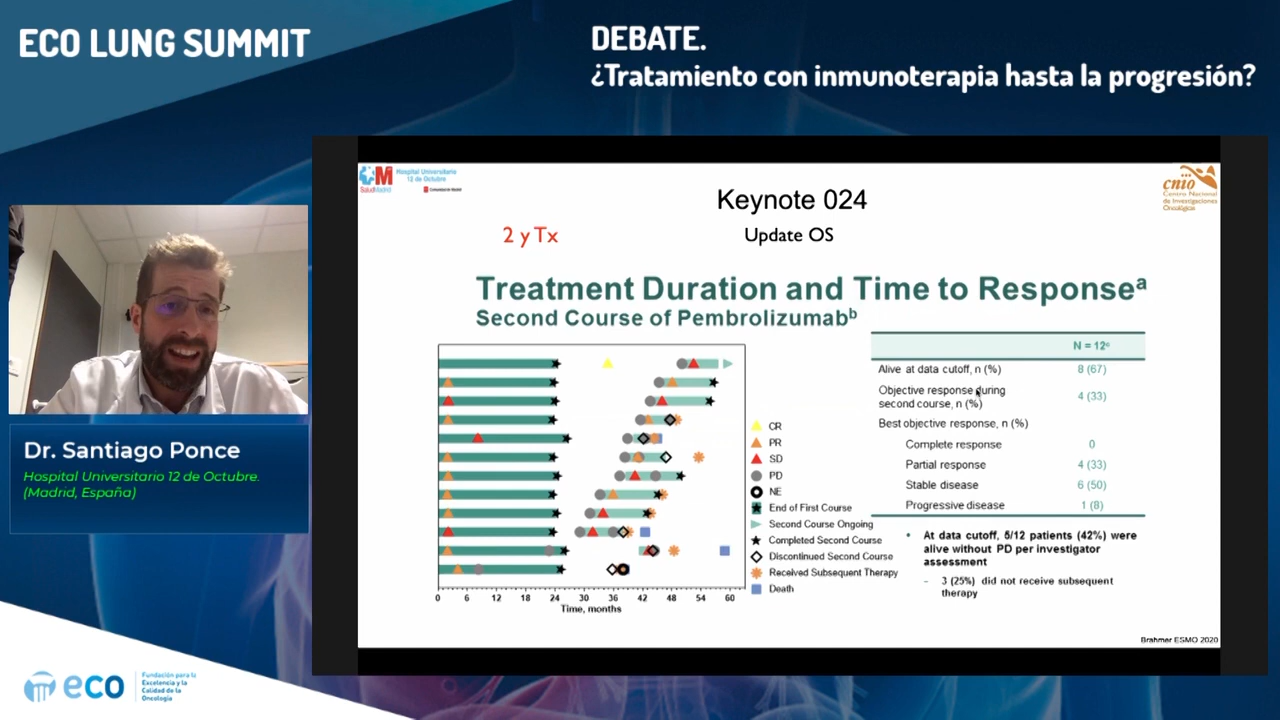 ECO LUNG SUMMIT
DEBATE.
¿Tratamiento con inmunoterapia hasta la progresión?
SaludMadrid
Hospital Universitario
12 de Octubre
Comunidad de Madrid
cnio
Centro Nacional
de Investigaciones
Oncológicas
Keynote 024
2 y Tx
Update OS
Treatment Duration and Time to Responseª
Second Course of Pembrolizumabᵇ
N = 12ᶜ
Alive at data cutoff, n (%) 8 (67)
Objective response during
second course, n (%) 4 (33)
Best objective response, n (%)
Complete response 0
Partial response 4 (33)
Stable disease 6 (50)
Progressive disease 1 (8)
CR
PR
SD
PD
NE
End of First Course
Second Course Ongoing
Completed Second Course
Discontinued Second Course
Received Subsequent Therapy
Death
0 6 12 18 24 30 36 42 48 54 60
Time, months
• At data cutoff, 5/12 patients (42%) were
alive without PD per investigator
assessment
- 3 (25%) did not receive subsequent
therapy
Brahmer ESMO 2020
Dr. Santiago Ponce
Hospital Universitario 12 de Octubre.
(Madrid, España)
eco
Fundación para la
Excelencia y la
Calidad de la
Oncología